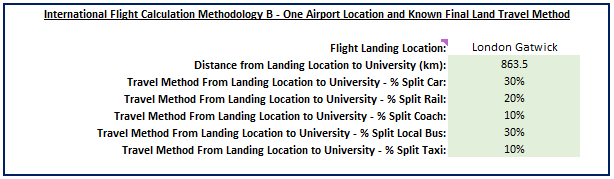 International Flight Calculation Methodology B - One Airport Location and Known Final Land Travel Method
Flight Landing Location: London Gatwick
Distance from Landing Location to University (km): 863.5
Travel Method From Landing Location to University - % Split Car: 30%
Travel Method From Landing Location to University - % Split Rail: 20%
Travel Method From Landing Location to University - % Split Coach: 10%
Travel Method From Landing Location to University - % Split Local Bus: 30%
Travel Method From Landing Location to University - % Split Taxi: 10%